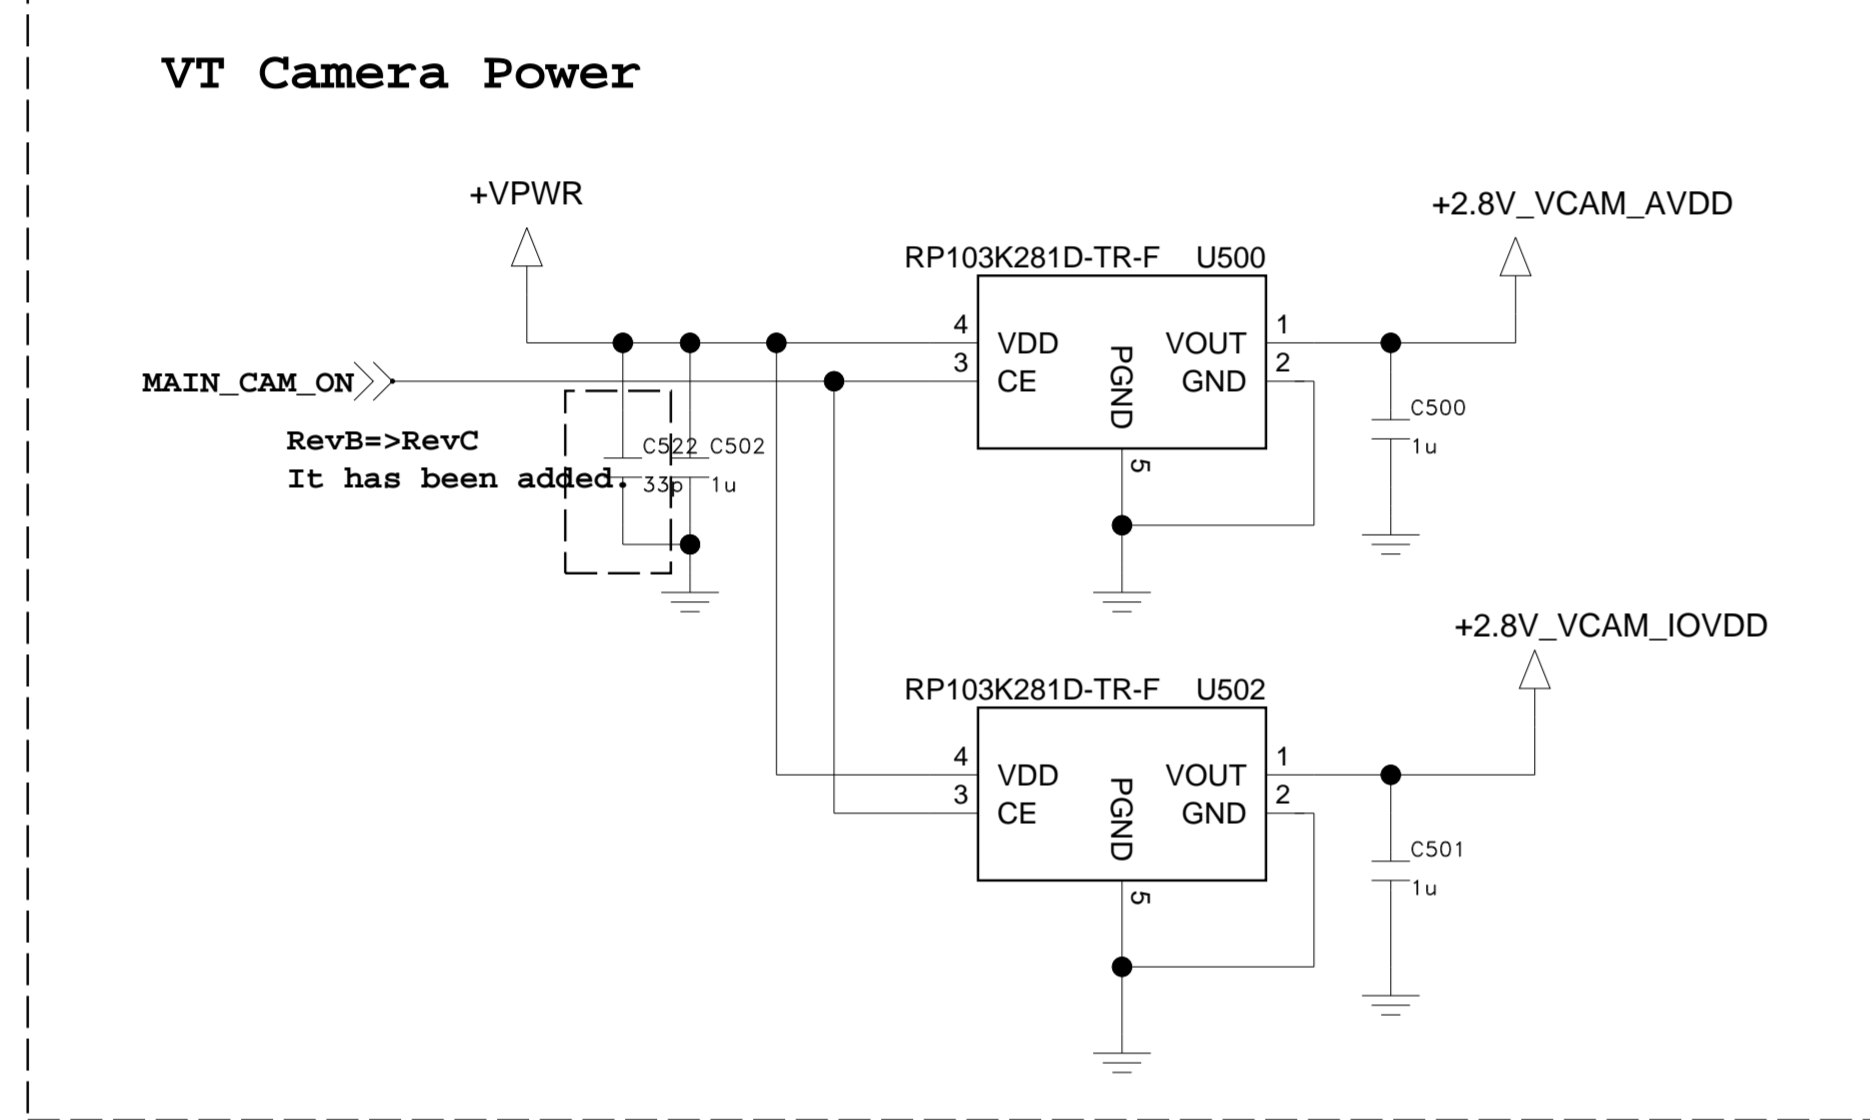 VT Camera Power
+VPWR
+2.8V_VCAM_AVDD
RP103K281D-TR-F U500
4 VDD VOUT 1
MAIN_CAM_ON
3 CE GND 2
PGND
5
C500
1u
RevB=>RevC
It has been added.
C522 C502
33p 1u
+2.8V_VCAM_IOVDD
RP103K281D-TR-F U502
4 VDD VOUT 1
3 CE GND 2
PGND
5
C501
1u